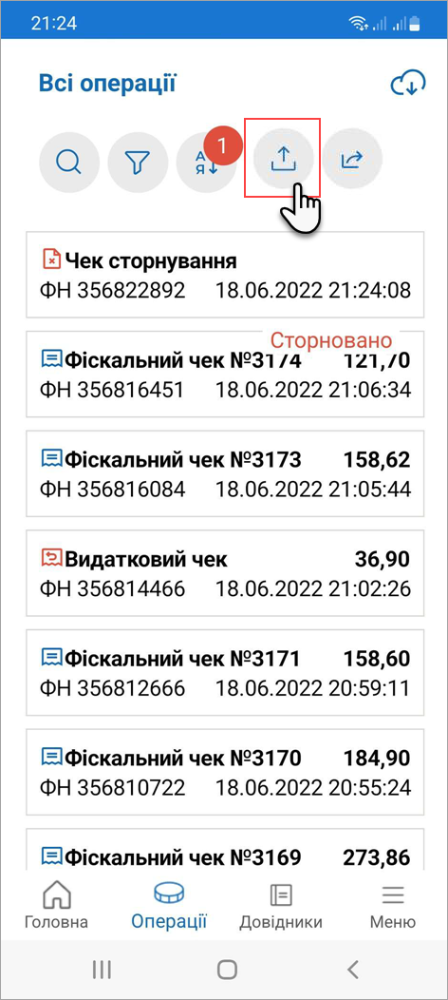 21:24
Всі операції
А
Я
1
Чек сторнування
ФН 356822892 18.06.2022 21:24:08
Сторновано
Фіскальний чек №3174 121,70
ФН 356816451 18.06.2022 21:06:34
Фіскальний чек №3173 158,62
ФН 356816084 18.06.2022 21:05:44
Видатковий чек 36,90
ФН 356814466 18.06.2022 21:02:26
Фіскальний чек №3171 158,60
ФН 356812666 18.06.2022 20:59:11
Фіскальний чек №3170 184,90
ФН 356810722 18.06.2022 20:55:24
Фіскальний чек №3169 273,86
Головна Операції Довідники Меню